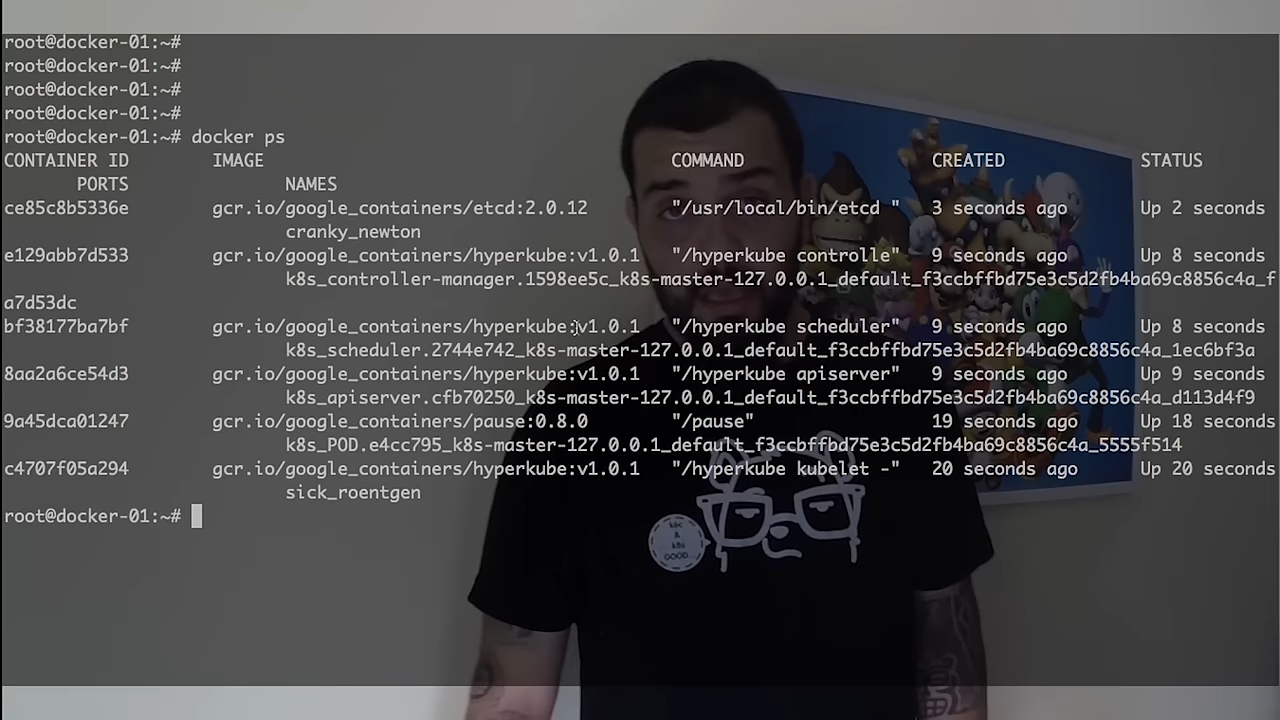 root@docker-01:~#
root@docker-01:~#
root@docker-01:~#
root@docker-01:~#
root@docker-01:~# docker ps
CONTAINER ID IMAGE COMMAND CREATED STATUS
PORTS NAMES
ce85c8b5336e gcr.io/google_containers/etcd:2.0.12 "/usr/local/bin/etcd " 3 seconds ago Up 2 seconds
cranky_newton
e129abb7d533 gcr.io/google_containers/hyperkube:v1.0.1 "/hyperkube controlle" 9 seconds ago Up 8 seconds
k8s_controller-manager.1598ee5c_k8s-master-127.0.0.1_default_f3ccbffbd75e3c5d2fb4ba69c8856c4a_f
a7d53dc
bf38177ba7bf gcr.io/google_containers/hyperkube:v1.0.1 "/hyperkube scheduler" 9 seconds ago Up 8 seconds
k8s_scheduler.2744e742_k8s-master-127.0.0.1_default_f3ccbffbd75e3c5d2fb4ba69c8856c4a_1ec6bf3a
8aa2a6ce54d3 gcr.io/google_containers/hyperkube:v1.0.1 "/hyperkube apiserver" 9 seconds ago Up 9 seconds
k8s_apiserver.cfb70250_k8s-master-127.0.0.1_default_f3ccbffbd75e3c5d2fb4ba69c8856c4a_d113d4f9
9a45dca01247 gcr.io/google_containers/pause:0.8.0 "/pause" 19 seconds ago Up 18 seconds
k8s_POD.e4cc795_k8s-master-127.0.0.1_default_f3ccbffbd75e3c5d2fb4ba69c8856c4a_5555f514
c4707f05a294 gcr.io/google_containers/hyperkube:v1.0.1 "/hyperkube kubelet -" 20 seconds ago Up 20 seconds
sick_roentgen
root@docker-01:~#
&
k8s
GOOD